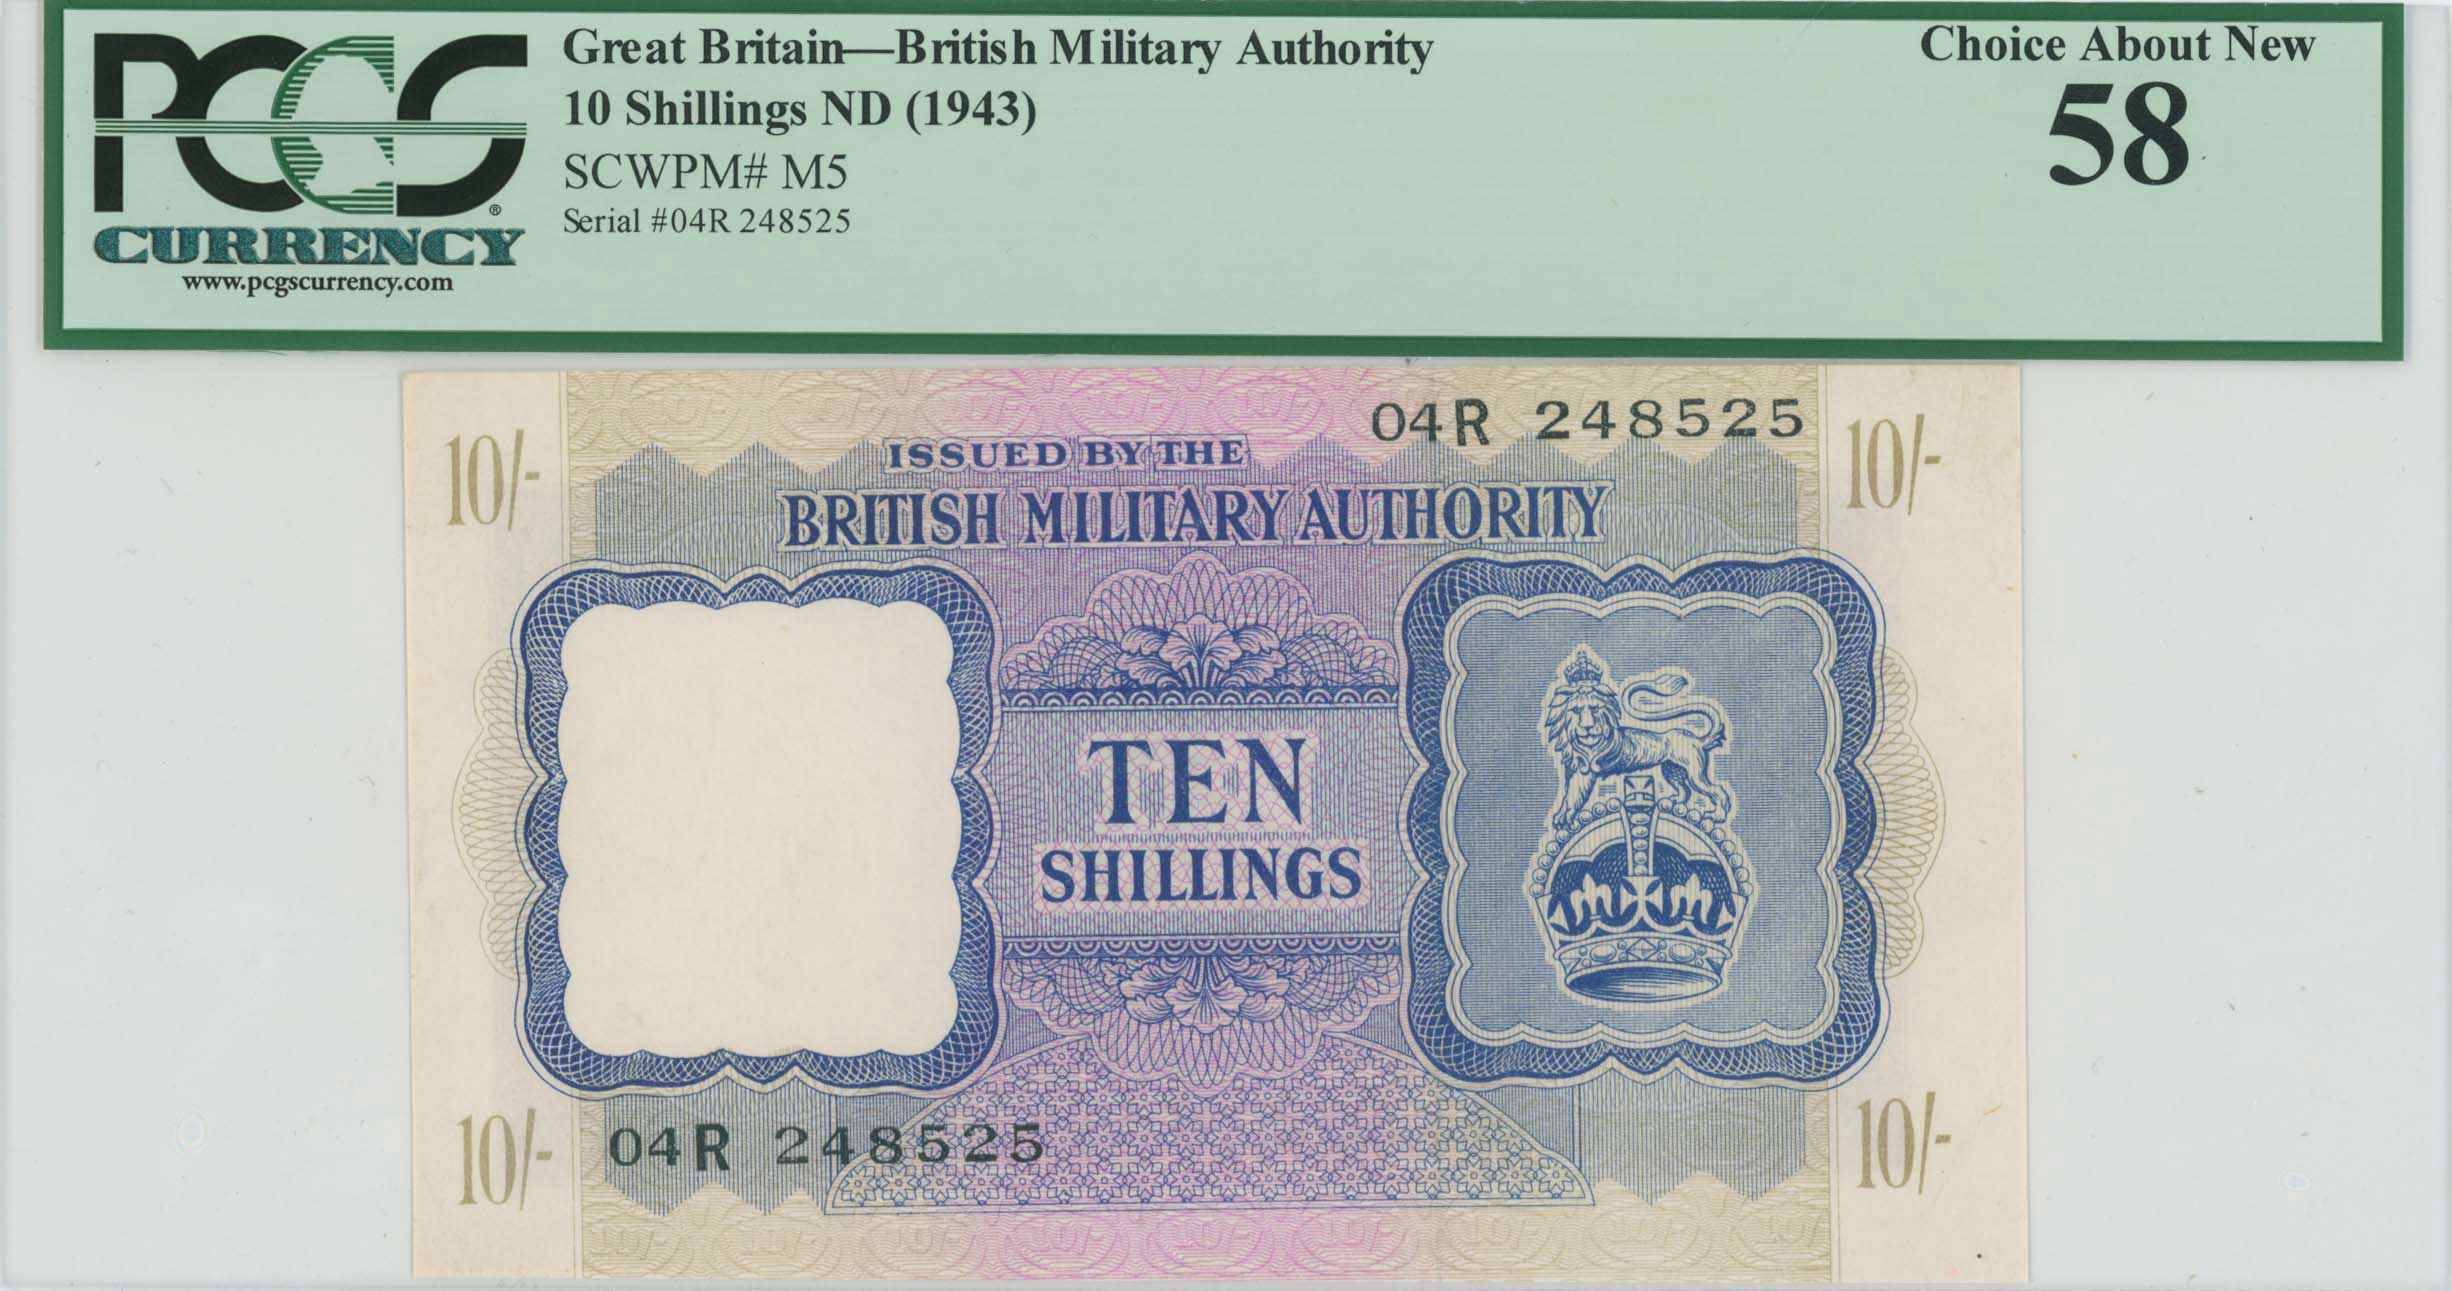 PCGS
CURRENCY
www.pcgscurrency.com
Great Britain—British Military Authority
10 Shillings ND (1943)
SCWPM# M5
Serial #04R 248525
Choice About New
58
04R 248525
10/-
10/-
ISSUED BY THE
BRITISH MILITARY AUTHORITY
TEN
SHILLINGS
10/-
04R 248525
10/-